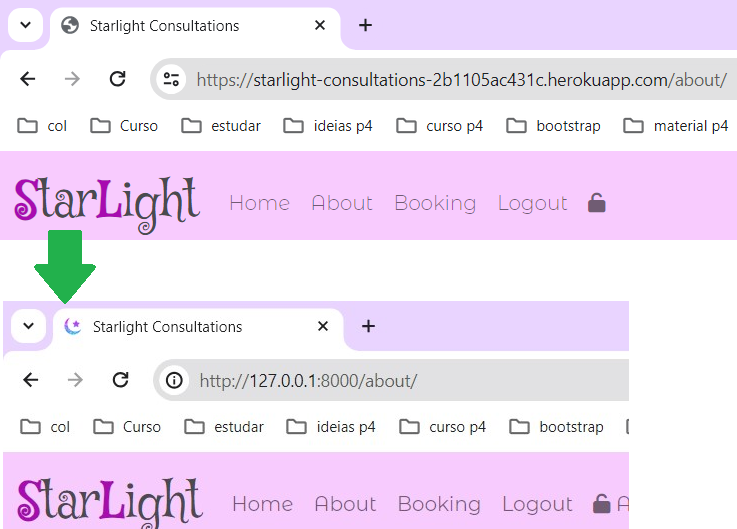 Starlight Consultations
https://starlight-consultations-2b1105ac431c.herokuapp.com/about/
col Curso estudar ideias p4 curso p4 bootstrap material p4
StarLight Home About Booking Logout
Starlight Consultations
http://127.0.0.1:8000/about/
col Curso estudar ideias p4 curso p4 bootstrap
StarLight Home About Booking Logout A